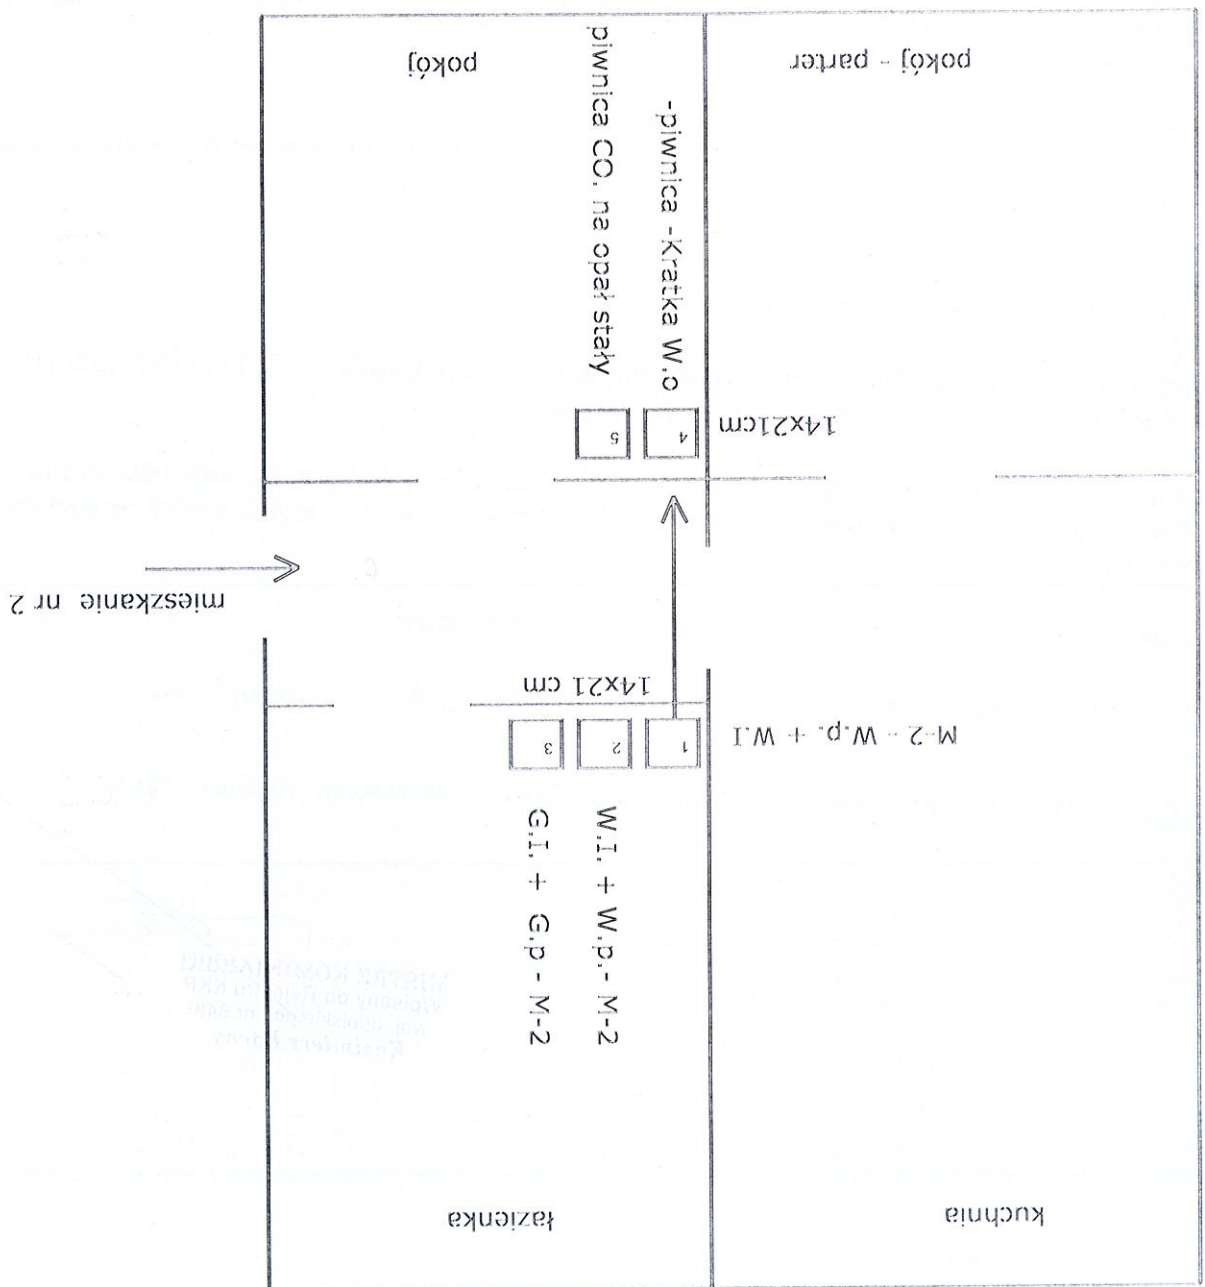 kuchnia
łazienka
G.I. + G.p - M-2
W.I. + W.p.- M-2
M-2 - W.p. + W.I
1
2
3
14x21 cm
mieszkanie nr 2
14x21cm
4
5
-piwnica -Kratka W.o
piwnica CO. na opał stały
pokój - parter
pokój